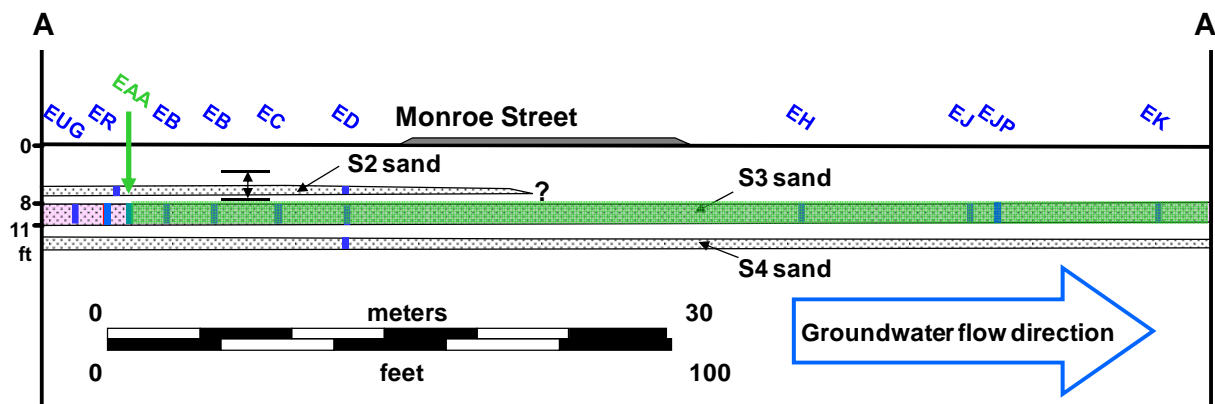 A A
EAA
EUG ER EB EB EC ED Monroe Street EH EJ EJP EK
0
S2 sand
S3 sand
?
8
11
ft
S4 sand
0 meters 30
Groundwater flow direction
0 feet 100